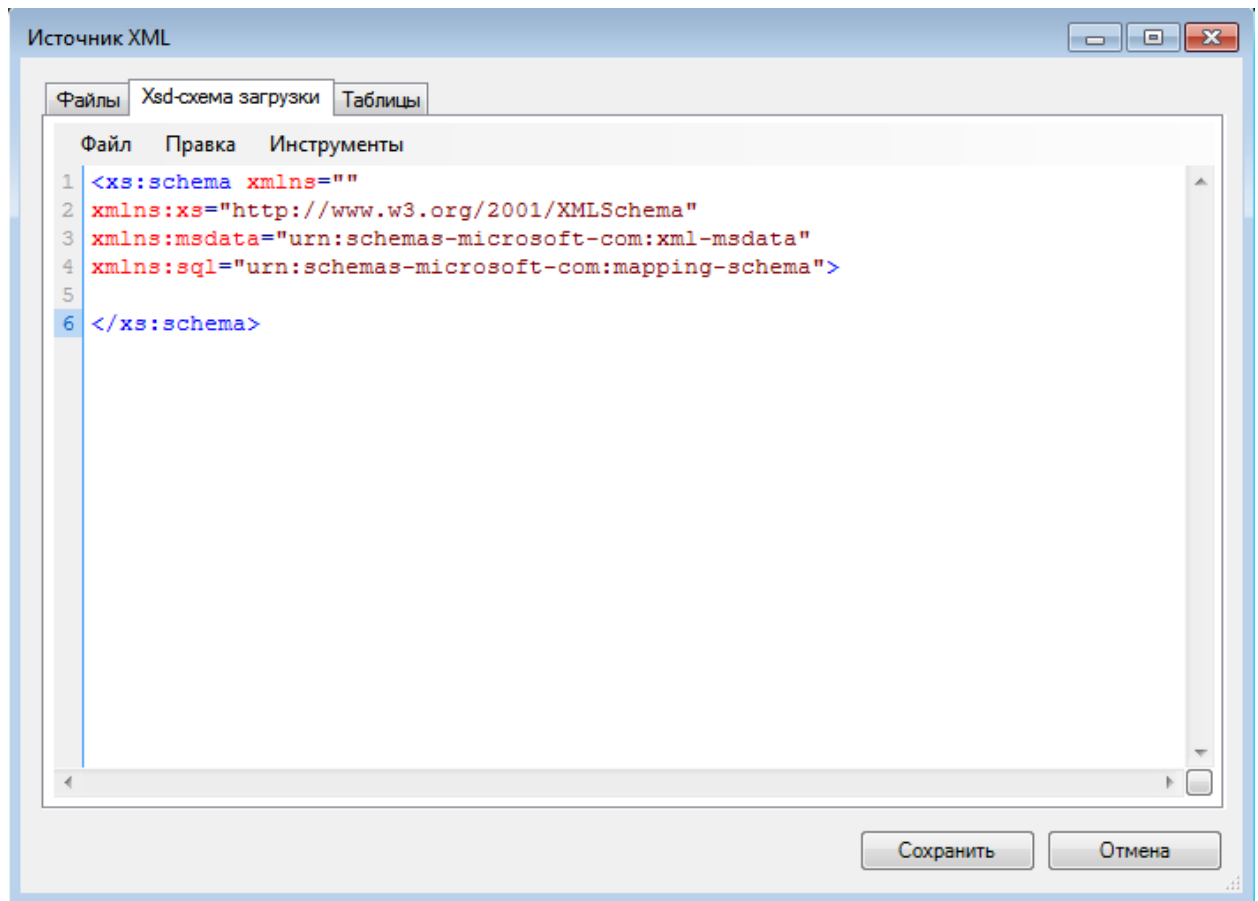 Источник XML
Файлы Xsd-схема загрузки Таблицы
Файл Правка Инструменты
1 <xs:schema xmlns=""
2 xmlns:xs="http://www.w3.org/2001/XMLSchema"
3 xmlns:msdata="urn:schemas-microsoft-com:xml-msdata"
4 xmlns:sql="urn:schemas-microsoft-com:mapping-schema">
5
6 </xs:schema>
Сохранить Отмена